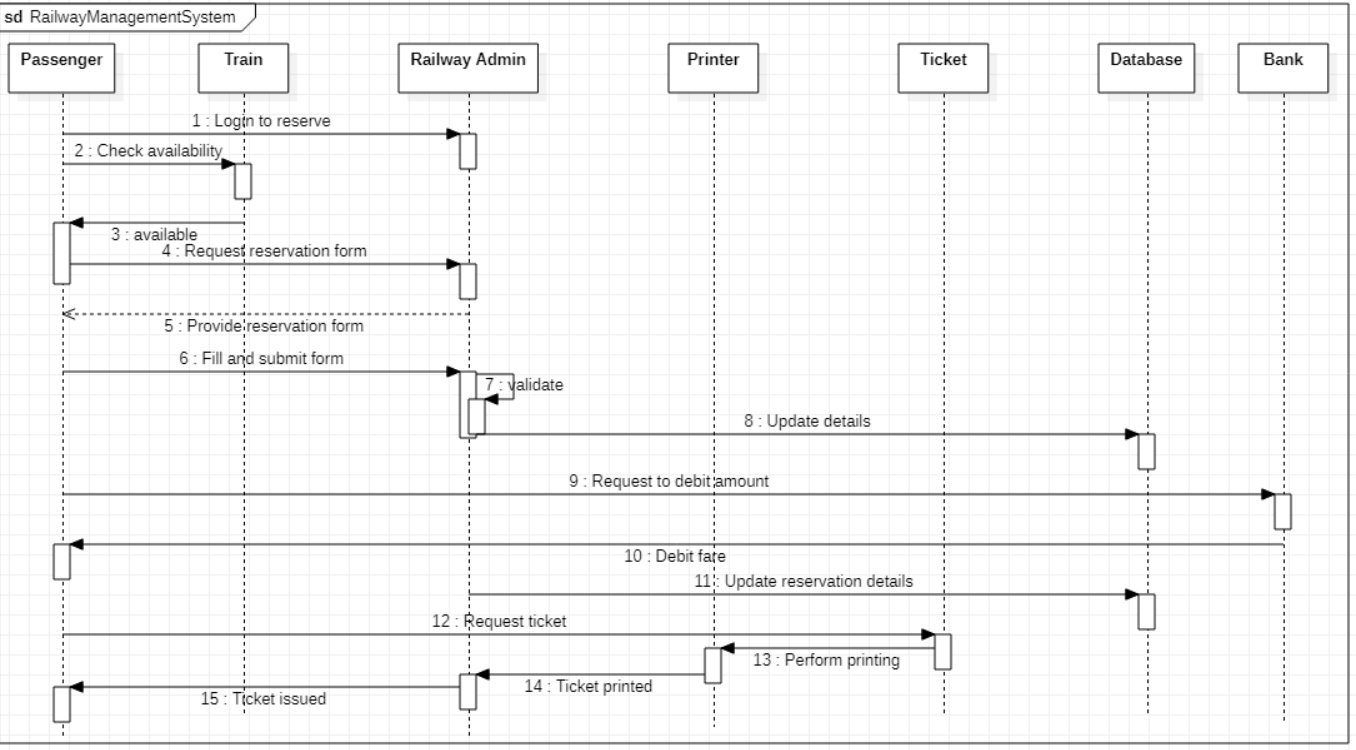 sd RailwayManagementSystem
Passenger
Train
Railway Admin
Printer
Ticket
Database
Bank
1 : Login to reserve
2 : Check availability
3 : available
4 : Request reservation form
5 : Provide reservation form
6 : Fill and submit form
7 : validate
8 : Update details
9 : Request to debit amount
10 : Debit fare
11 : Update reservation details
12 : Request ticket
13 : Perform printing
14 : Ticket printed
15 : Ticket issued